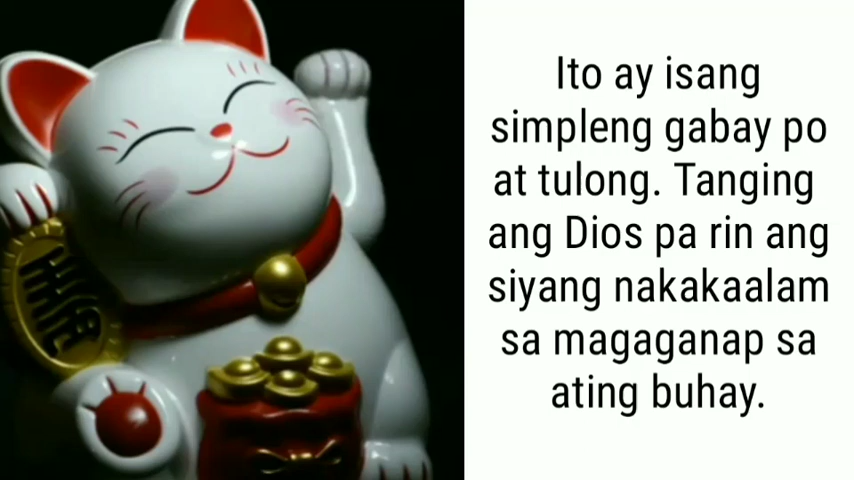 Ito ay isang
simpleng gabay po
at tulong. Tanging
ang Dios pa rin ang
siyang nakakaalam
sa magaganap sa
ating buhay.